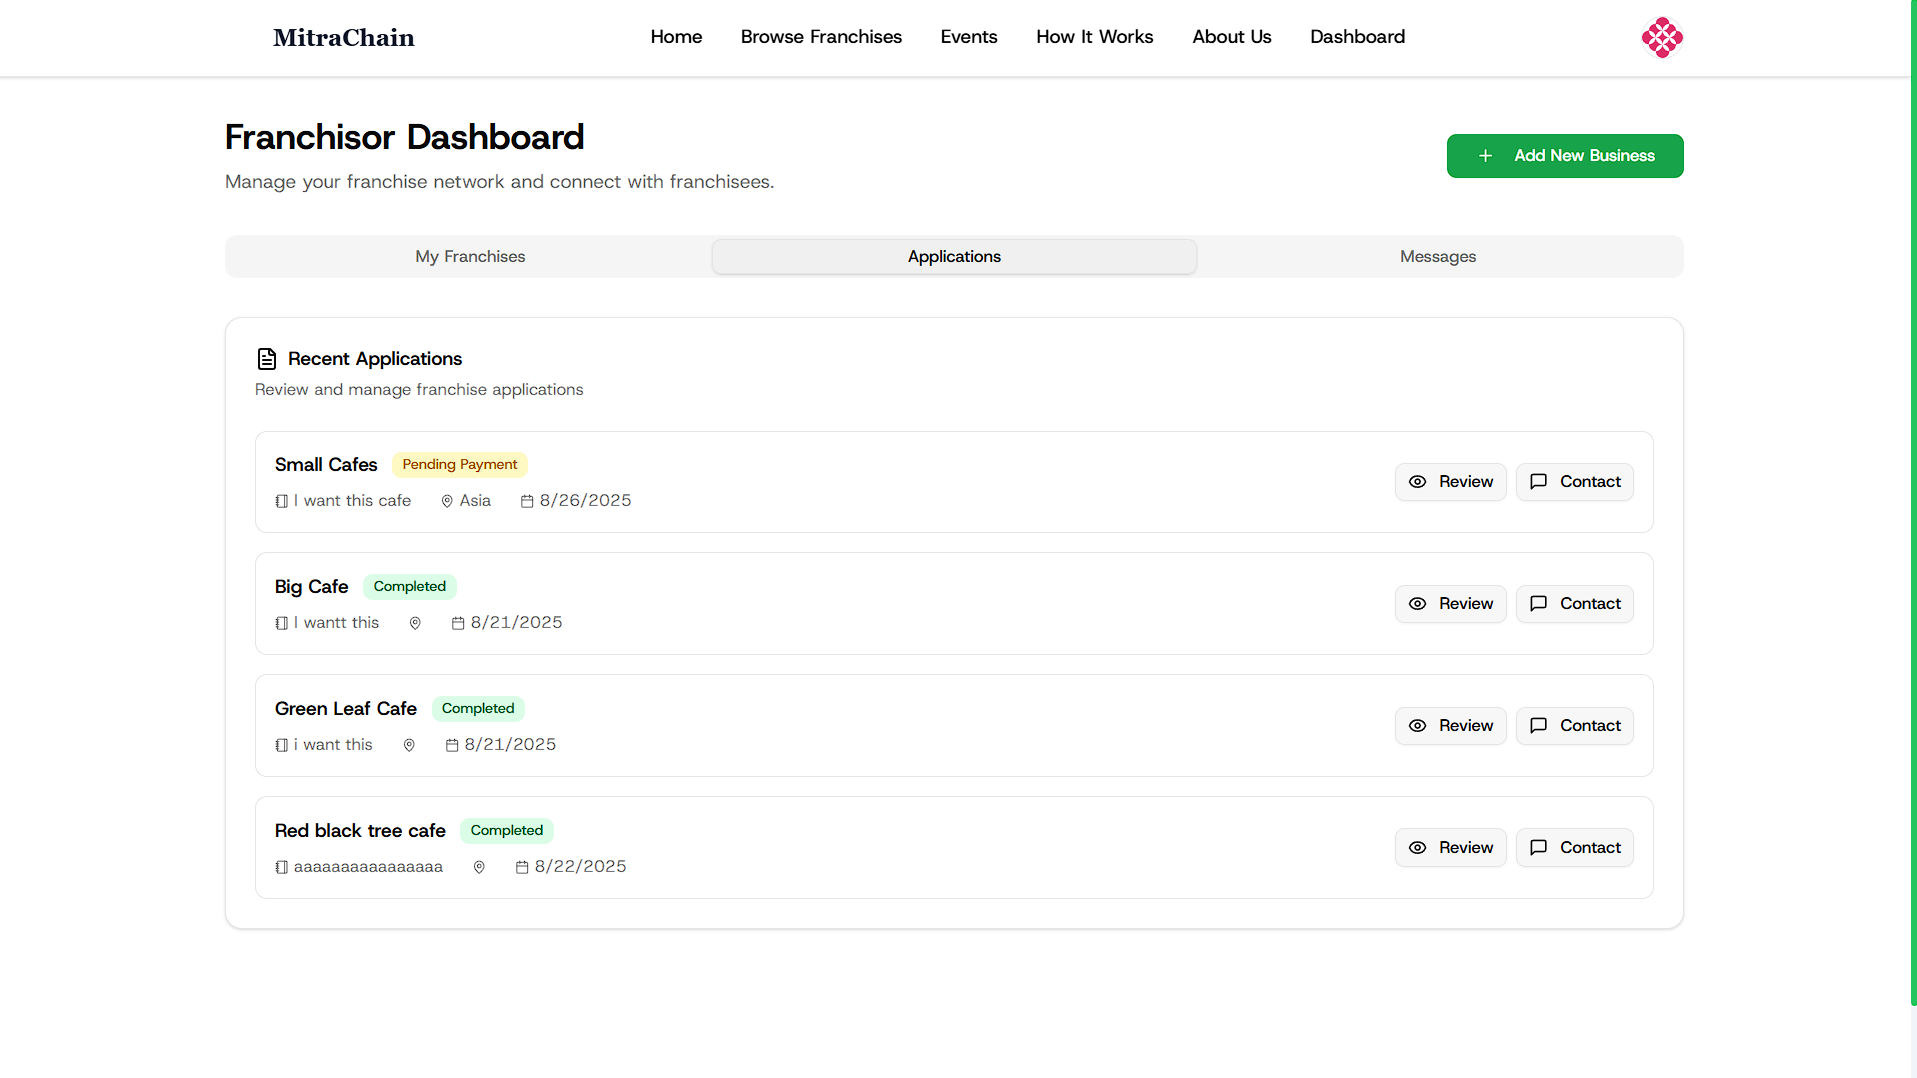 MitraChain
Home Browse Franchises Events How It Works About Us Dashboard
Franchisor Dashboard
Manage your franchise network and connect with franchisees.
Add New Business
My Franchises Applications Messages
Recent Applications
Review and manage franchise applications
Small Cafes Pending Payment
I want this cafe Asia 8/26/2025
Review Contact
Big Cafe Completed
I wantt this 8/21/2025
Review Contact
Green Leaf Cafe Completed
i want this 8/21/2025
Review Contact
Red black tree cafe Completed
aaaaaaaaaaaaaaaa 8/22/2025
Review Contact